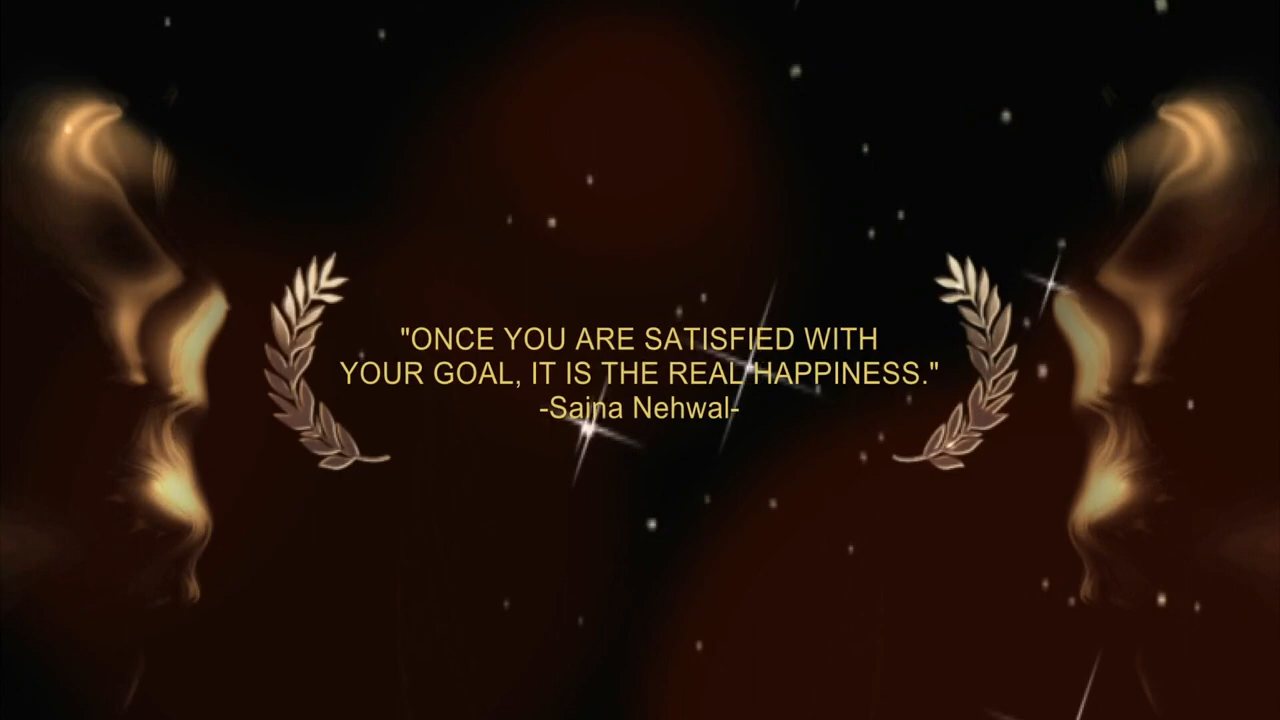 "ONCE YOU ARE SATISFIED WITH
YOUR GOAL, IT IS THE REAL HAPPINESS."
-Saina Nehwal-